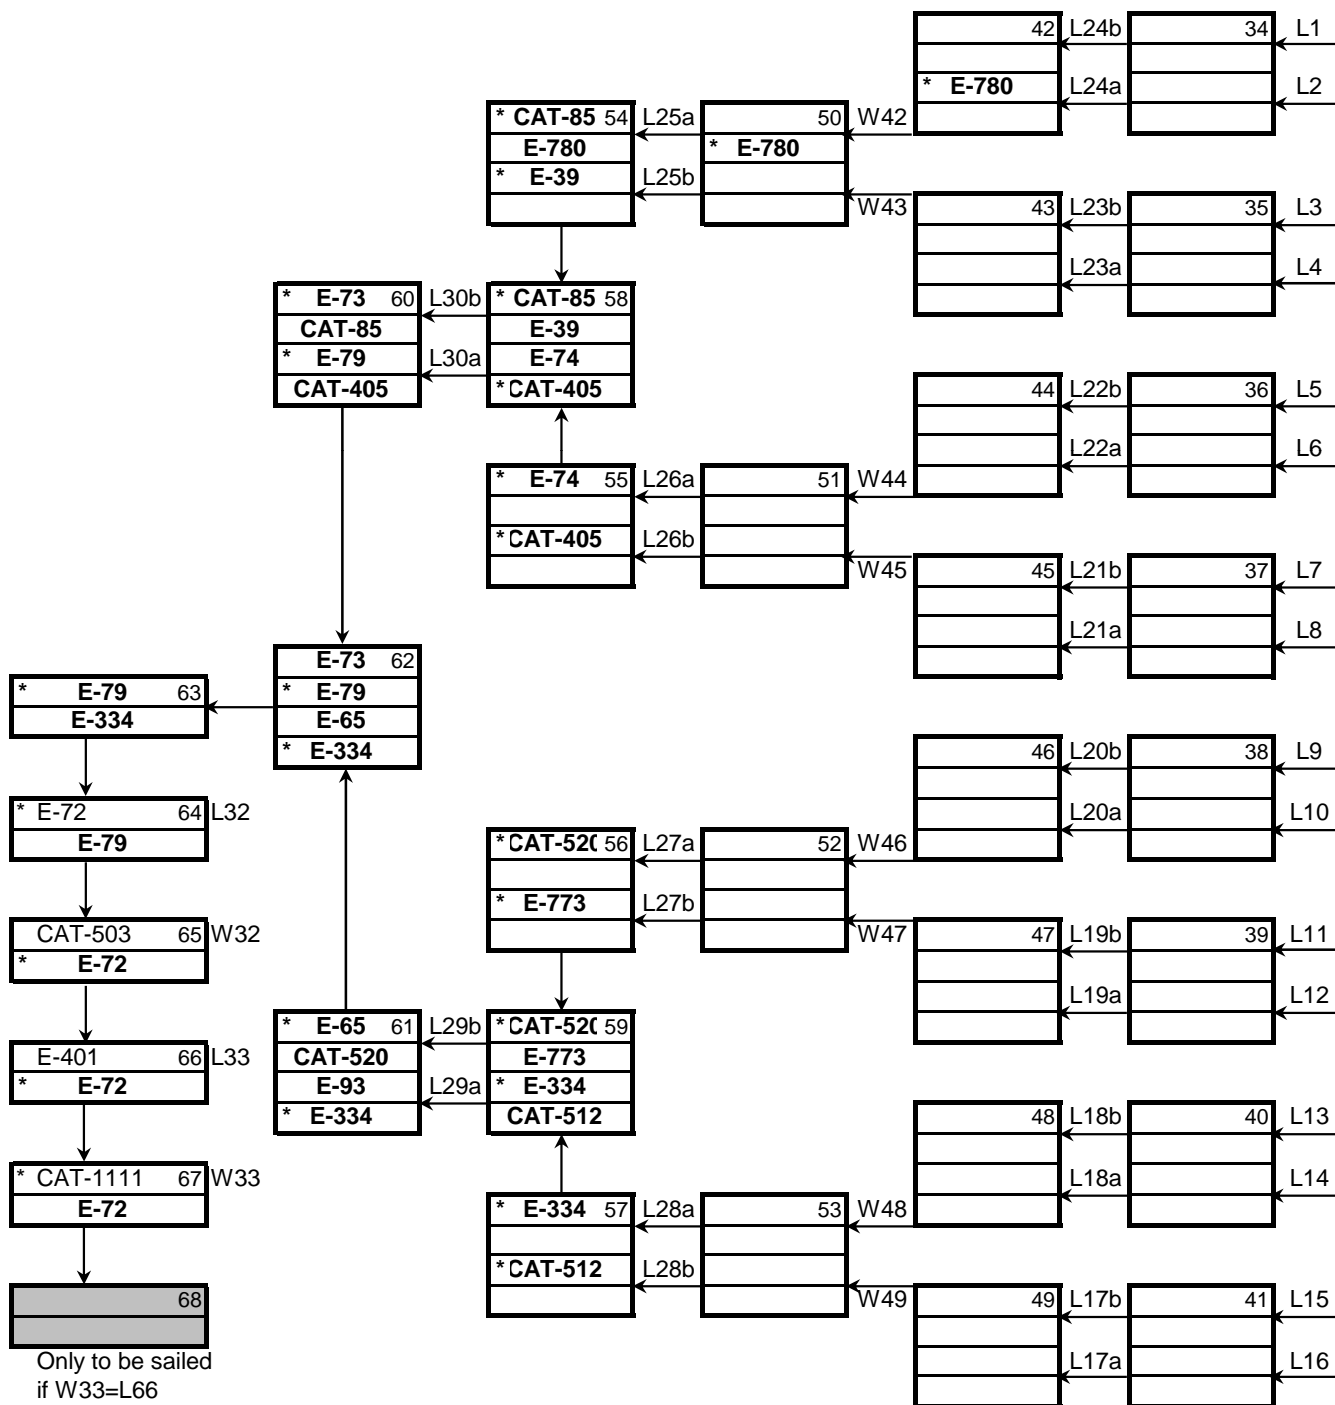 42 L24b 34 L1
* E-780 L24a L2
* CAT-85 54 L25a 50 W42
E-780 * E-780
* E-39 L25b W43
43 L23b 35 L3
L23a L4
* E-73 60 L30b * CAT-85 58
CAT-85 E-39
* E-79 L30a E-74
CAT-405 *CAT-405
44 L22b 36 L5
L22a L6
* E-74 55 L26a 51 W44
*CAT-405 L26b W45
45 L21b 37 L7
L21a L8
E-73 62
* E-79 63 * E-79
E-334 E-65
* E-334
46 L20b 38 L9
L20a L10
* E-72 64 L32
E-79
*CAT-520 56 L27a 52 W46
* E-773 L27b W47
CAT-503 65 W32
* E-72
47 L19b 39 L11
L19a L12
* E-65 61 L29b *CAT-520 59
CAT-520 E-773
E-93 L29a * E-334
* E-334 CAT-512
E-401 66 L33
* E-72
48 L18b 40 L13
L18a L14
* CAT-1111 67 W33
E-72
* E-334 57 L28a 53 W48
*CAT-512 L28b W49
49 L17b 41 L15
L17a L16
68
Only to be sailed
if W33=L66